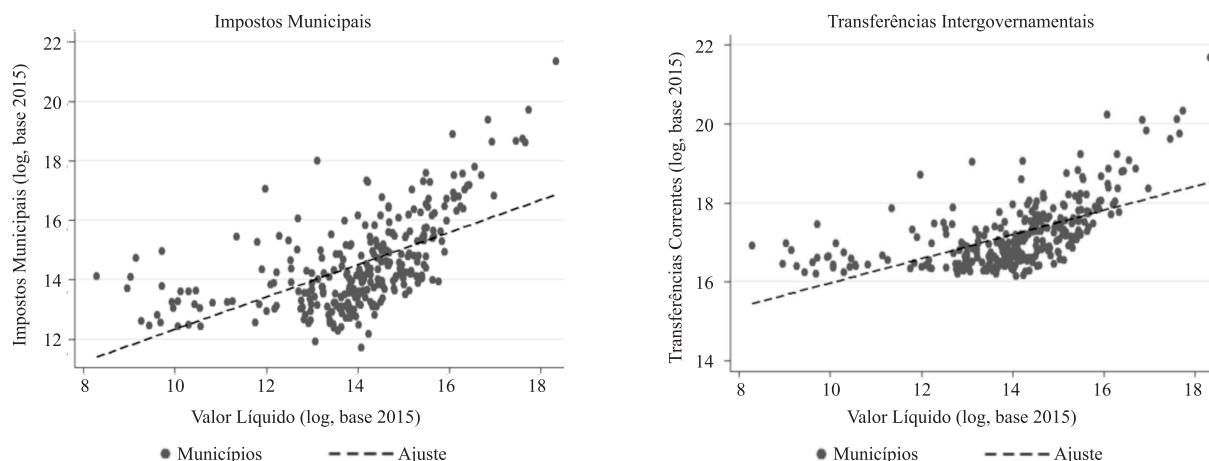 Impostos Municipais
Impostos Municipais (log, base 2015)
22
20
18
16
14
12
8
10
12
14
16
18
Valor Líquido (log, base 2015)
Municípios
Ajuste
Transferências Intergovernamentais
Transferências Correntes (log, base 2015)
22
20
18
16
14
8
10
12
14
16
18
Valor Líquido (log, base 2015)
Municípios
Ajuste